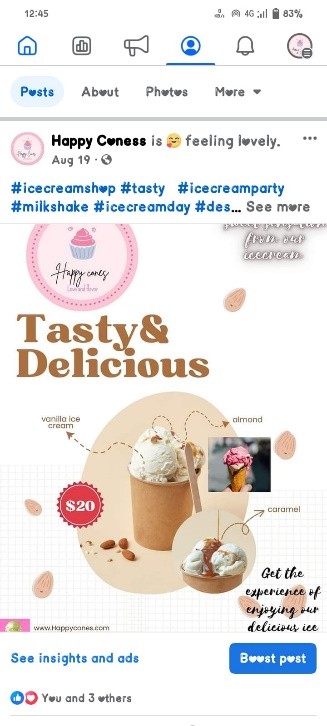 12:45
4G
83%
Posts About Photos More
Happy Coness is 🥰 feeling lovely.
Aug 19 ·
#icecreamshop #tasty #icecreamparty
#milkshake #icecreamday #des... See more
from our
icecream
Happy cones
Tasty&
Delicious
vanilla ice
cream
almond
$20
caramel
Get the
experience of
enjoying our
delicious ice
www.Happycones.com
See insights and ads
Boost post
You and 3 others